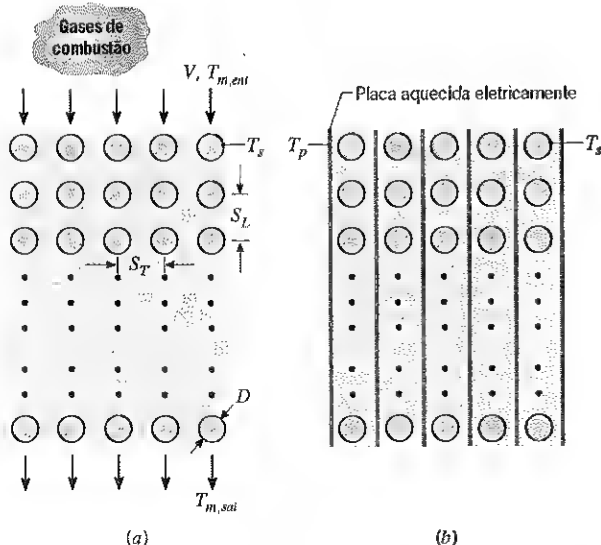 Gases de
combustão
V, T_m,ent
T_s
S_L
S_T
D
T_m,sai
(a)
Placa aquecida eletricamente
T_p
T_s
(b)